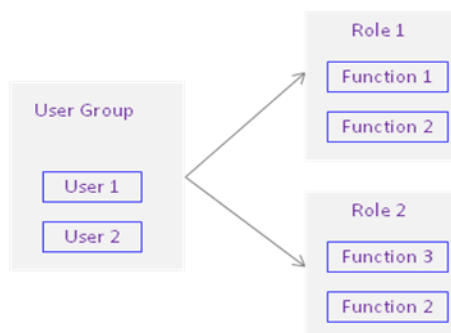 User Group
User 1
User 2
Role 1
Function 1
Function 2
Role 2
Function 3
Function 2